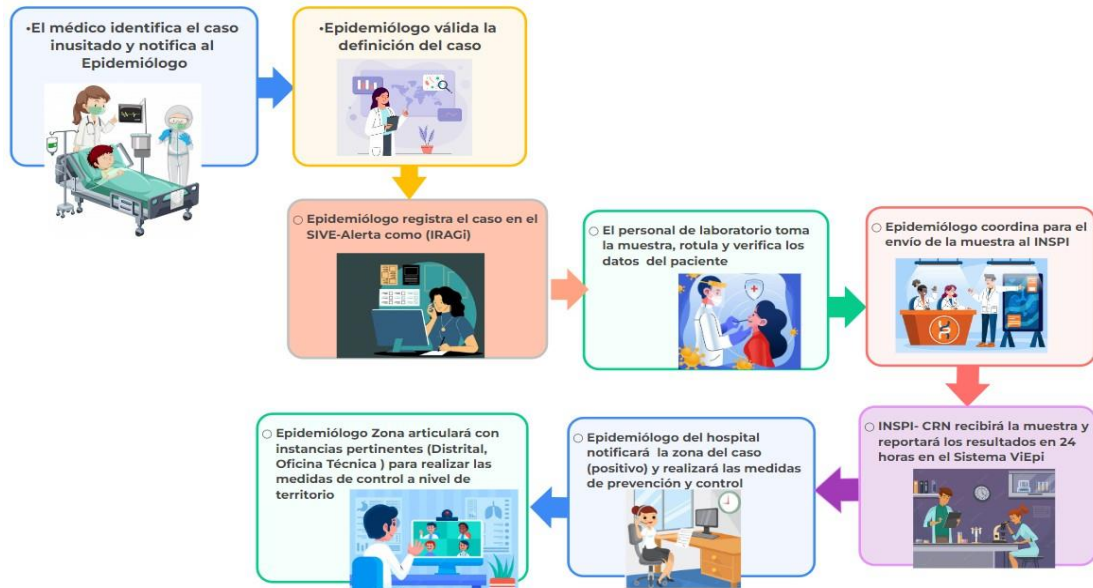 •El médico identifica el caso
inusitado y notifica al
Epidemiólogo
•Epidemiólogo válida la
definición del caso
○ Epidemiólogo registra el caso en el
SIVE-Alerta como (IRAGi)
○ El personal de laboratorio toma
la muestra, rotula y verifica los
datos del paciente
○ Epidemiólogo coordina para el
envío de la muestra al INSPI
○ INSPI- CRN recibirá la muestra y
reportará los resultados en 24
horas en el Sistema ViEpi
○ Epidemiólogo del hospital
notificará la zona del caso
(positivo) y realizará las medidas
de prevención y control
○ Epidemiólogo Zona articulará con
instancias pertinentes (Distrital,
Oficina Técnica ) para realizar las
medidas de control a nivel de
territorio